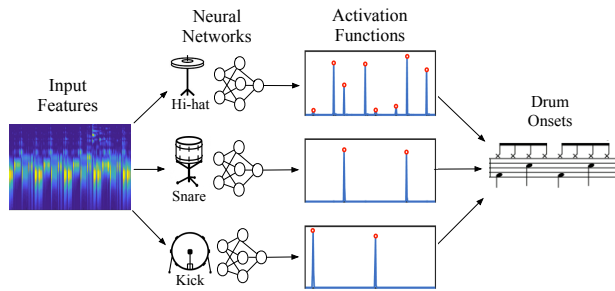 Neural
Networks
Activation
Functions
Input
Features
Hi-hat
Snare
Kick
Drum
Onsets